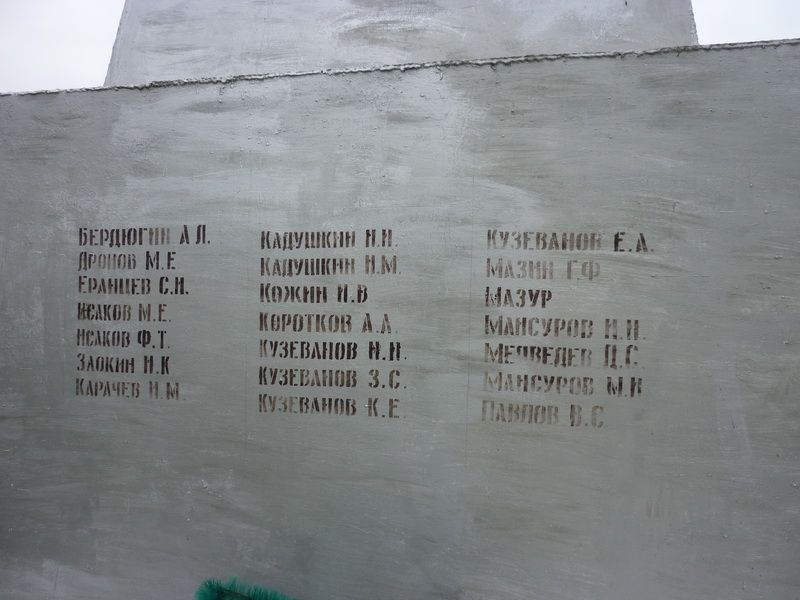 БЕРДЮГИН А Л.
ДРОНОВ М.Е
ЕРАНЦЕВ С.Н.
ИСАКОВ М.Е.
ИСАКОВ Ф.Т.
ЗЛОКИН И.К
КАРАЧЕВ И.М
КАДУШКИН Н.И.
КАДУШКИН И.М.
КОЖИН И.В
КОРОТКОВ А.А.
КУЗЕВАНОВ Н.Н.
КУЗЕВАНОВ З.С.
КУЗЕВАНОВ К.Е.
КУЗЕВАНОВ Е.А.
МАЗИН Г.Ф
МАЗУР
МАНСУРОВ И.Н.
МЕДВЕДЕВ Д.С.
МАНСУРОВ М.И
ПАВЛОВ В.С